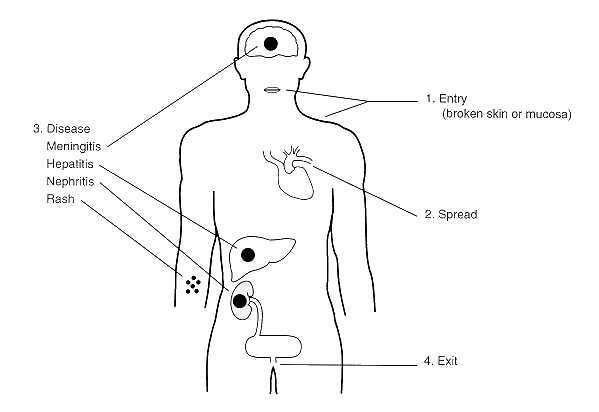 1. Entry
(broken skin or mucosa)
3. Disease
Meningitis
Hepatitis
Nephritis
Rash
2. Spread
4. Exit